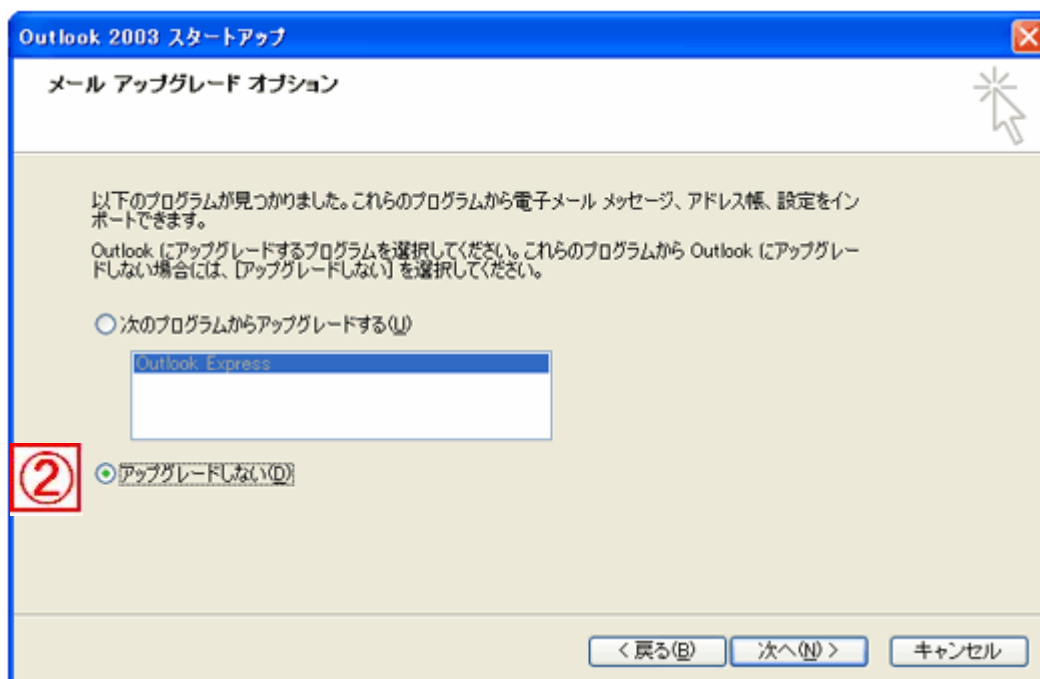 Outlook 2003 スタートアップ
メール アップグレード オプション
以下のプログラムが見つかりました。これらのプログラムから電子メール メッセージ、アドレス帳、設定をイン
ポートできます。
Outlook にアップグレードするプログラムを選択してください。これらのプログラムから Outlook にアップグレー
ドしない場合には、[アップグレードしない] を選択してください。
次のプログラムからアップグレードする(U)
Outlook Express
② アップグレードしない(D)
< 戻る(B) 次へ(N) > キャンセル